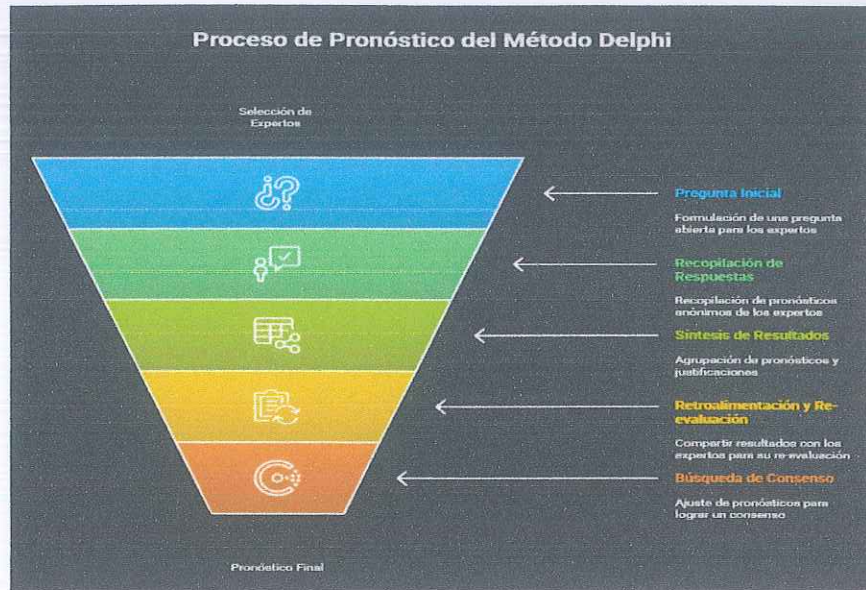 Proceso de Pronóstico del Método Delphi
Selección de
Expertos
Pregunta Inicial
Formulación de una pregunta
abierta para los expertos
Recopilación de
Respuestas
Recopilación de pronósticos
anónimos de los expertos
Síntesis de Resultados
Agrupación de pronósticos y
justificaciones
Retroalimentación y Re-
evaluación
Compartir resultados con los
expertos para su re-evaluación
Búsqueda de Consenso
Ajuste de pronósticos para
lograr un consenso
Pronóstico Final